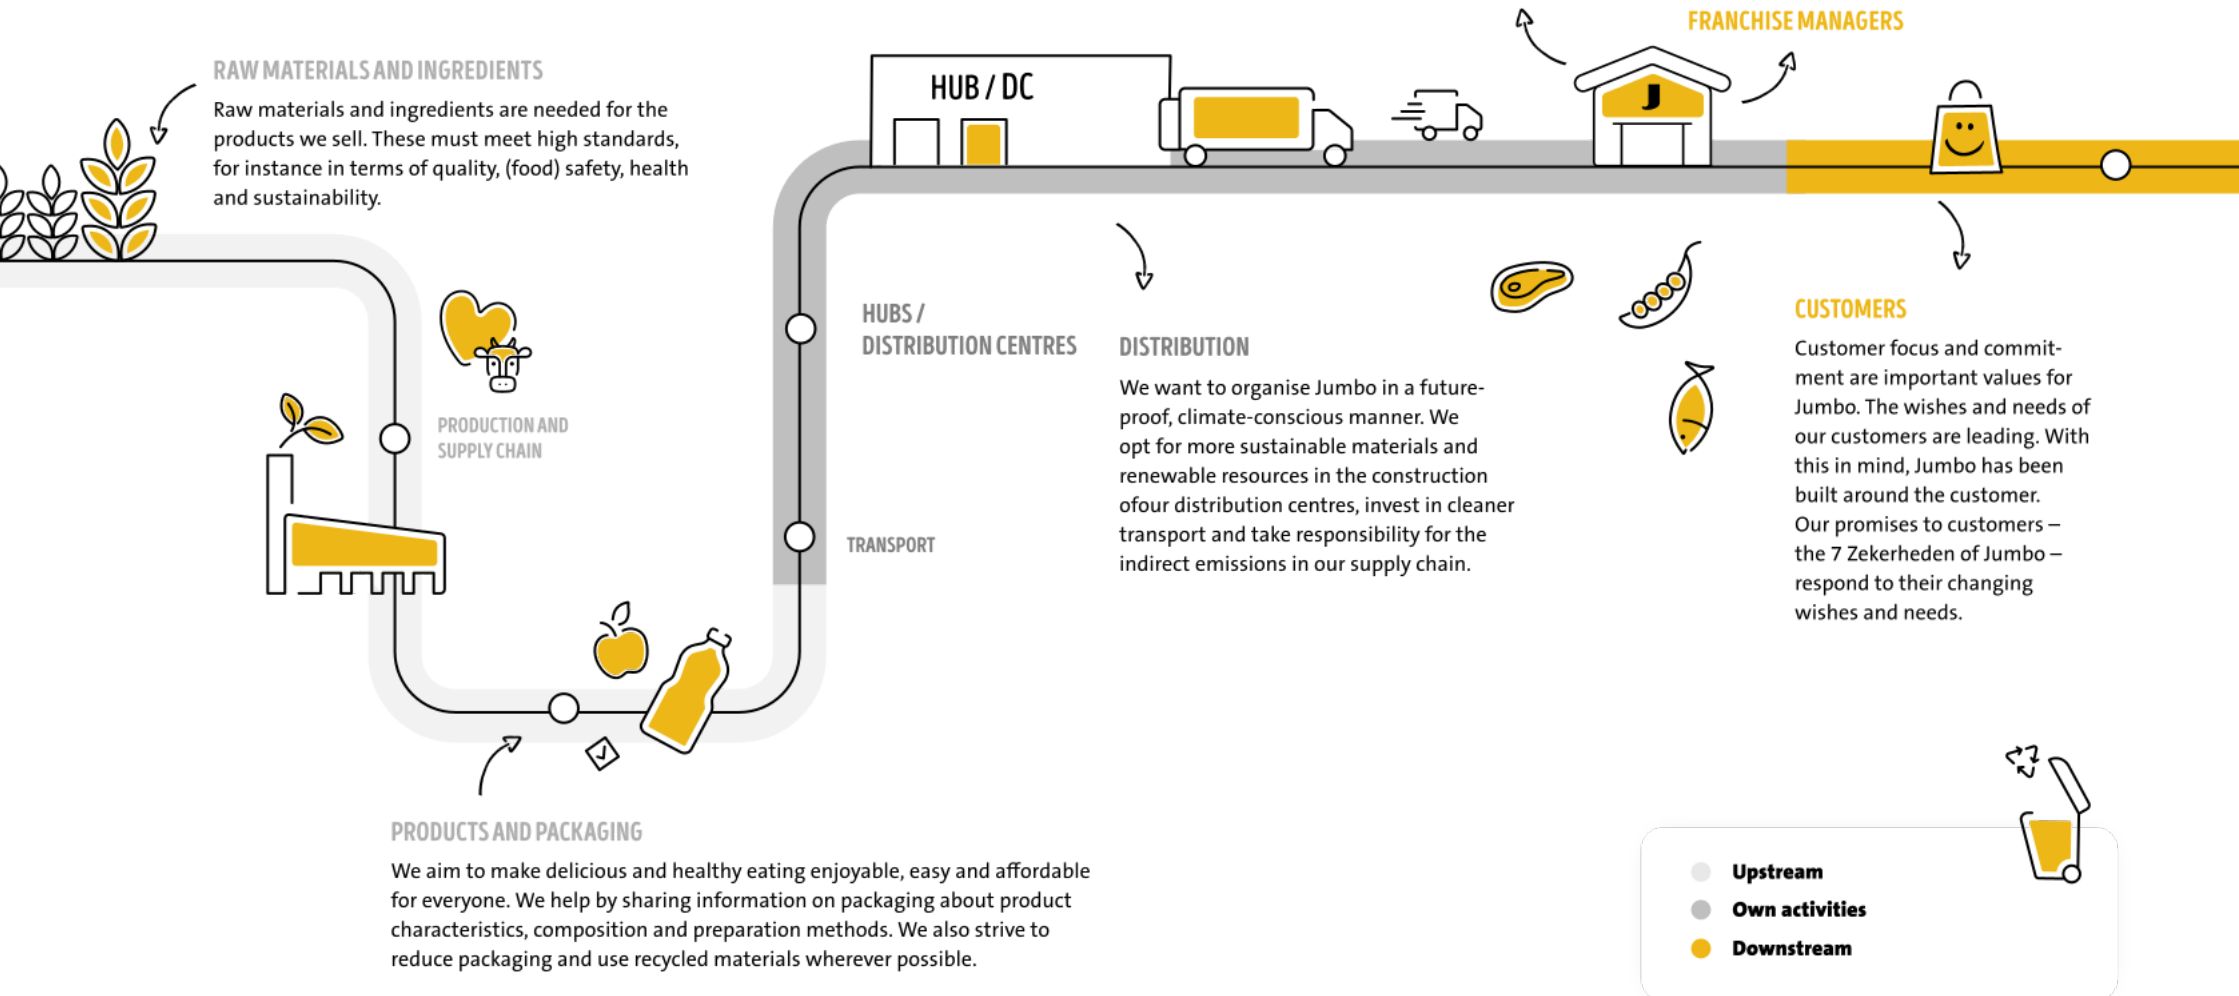 FRANCHISE MANAGERS
RAW MATERIALS AND INGREDIENTS
Raw materials and ingredients are needed for the
products we sell. These must meet high standards,
for instance in terms of quality, (food) safety, health
and sustainability.
HUB / DC
J
PRODUCTION AND
SUPPLY CHAIN
HUBS /
DISTRIBUTION CENTRES
TRANSPORT
DISTRIBUTION
We want to organise Jumbo in a future-
proof, climate-conscious manner. We
opt for more sustainable materials and
renewable resources in the construction
ofour distribution centres, invest in cleaner
transport and take responsibility for the
indirect emissions in our supply chain.
CUSTOMERS
Customer focus and commit-
ment are important values for
Jumbo. The wishes and needs of
our customers are leading. With
this in mind, Jumbo has been
built around the customer.
Our promises to customers –
the 7 Zekerheden of Jumbo –
respond to their changing
wishes and needs.
PRODUCTS AND PACKAGING
We aim to make delicious and healthy eating enjoyable, easy and affordable
for everyone. We help by sharing information on packaging about product
characteristics, composition and preparation methods. We also strive to
reduce packaging and use recycled materials wherever possible.
Upstream
Own activities
Downstream